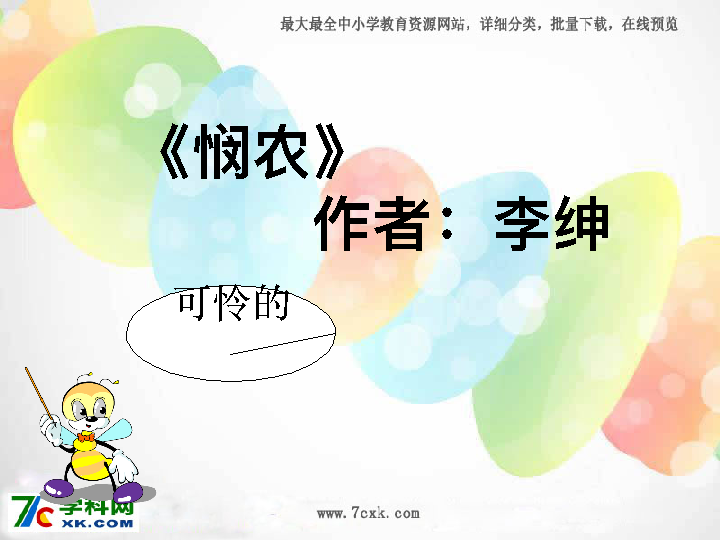 最大最全中小学教育资源网站，详细分类，批量下载，在线预览
《悯农》
作者：李绅
可怜的
7C 学科网
XK.COM
www.7cxk.com